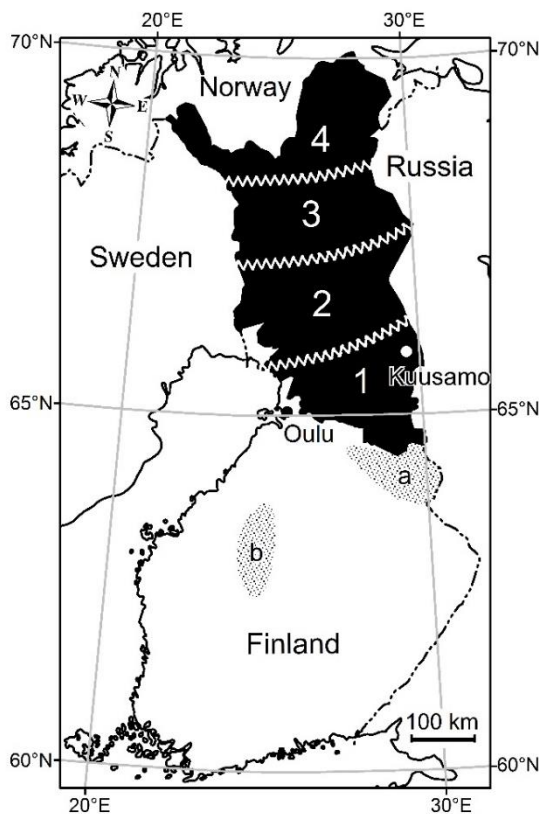 20°E
30°E
70°N
70°N
Norway
N
W E
S
4
Russia
3
Sweden
2
1
Kuusamo
65°N
65°N
Oulu
a
b
Finland
100 km
60°N
60°N
20°E
30°E